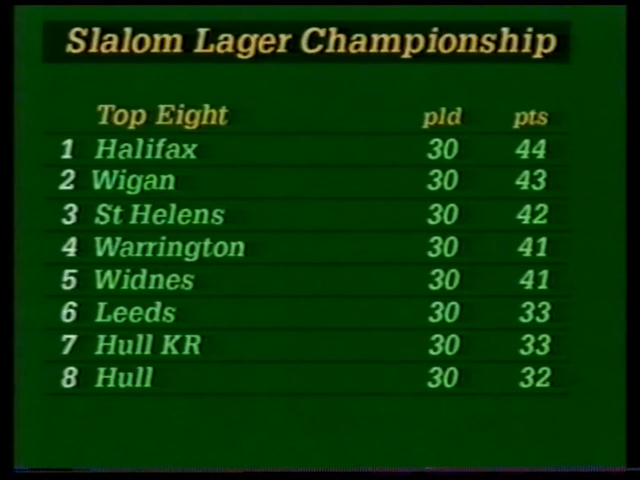 Slalom Lager Championship
Top Eight pld pts
1 Halifax 30 44
2 Wigan 30 43
3 St Helens 30 42
4 Warrington 30 41
5 Widnes 30 41
6 Leeds 30 33
7 Hull KR 30 33
8 Hull 30 32